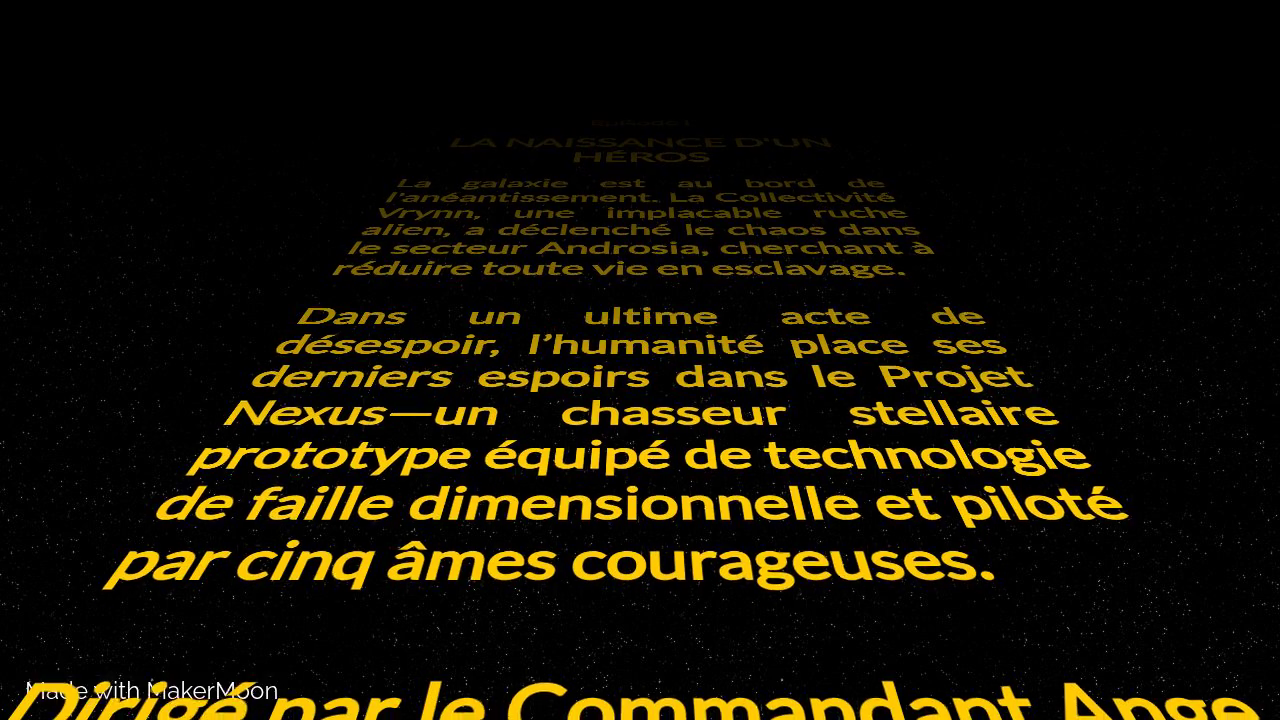 Episode I
LA NAISSANCE D'UN
HÉROS
La galaxie est au bord de
l'anéantissement. La Collectivité
Vrynn, une implacable ruche
alien, a déclenché le chaos dans
le secteur Androsia, cherchant à
réduire toute vie en esclavage.
Dans un ultime acte de
désespoir, l’humanité place ses
derniers espoirs dans le Projet
Nexus—un chasseur stellaire
prototype équipé de technologie
de faille dimensionnelle et piloté
par cinq âmes courageuses.
Dirigé par le Commandant Ange
Made with MakerMoon